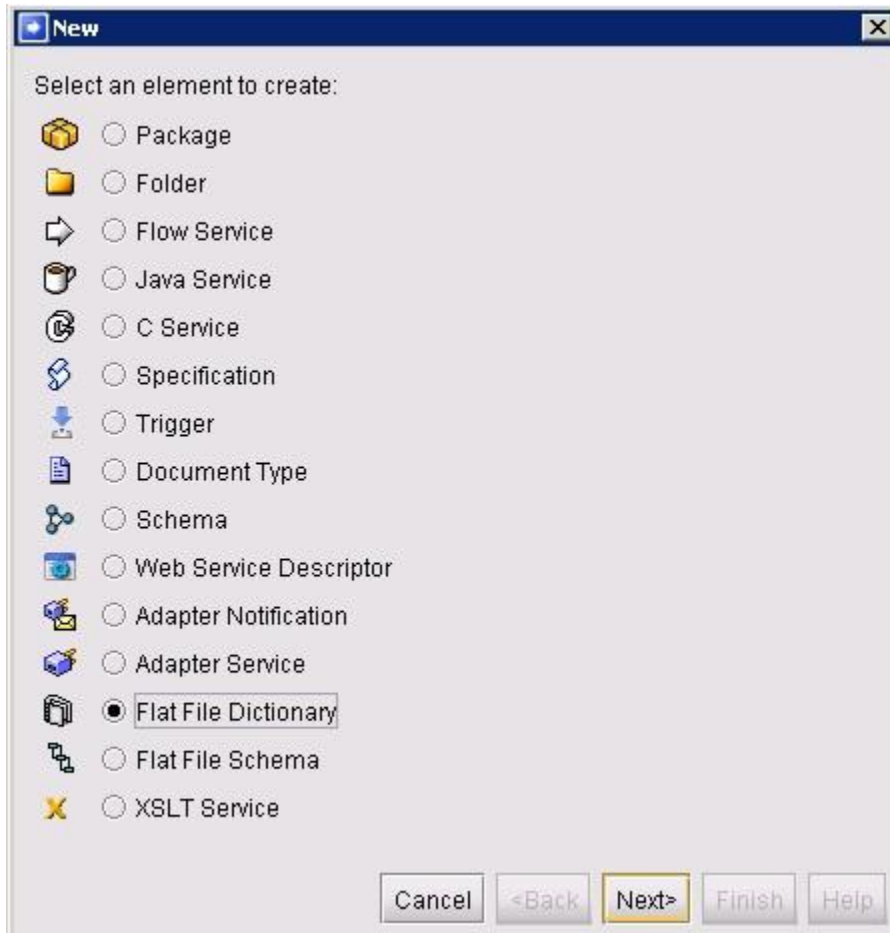 New
Select an element to create:
Package
Folder
Flow Service
Java Service
C Service
Specification
Trigger
Document Type
Schema
Web Service Descriptor
Adapter Notification
Adapter Service
Flat File Dictionary
Flat File Schema
XSLT Service
Cancel <Back Next> Finish Help